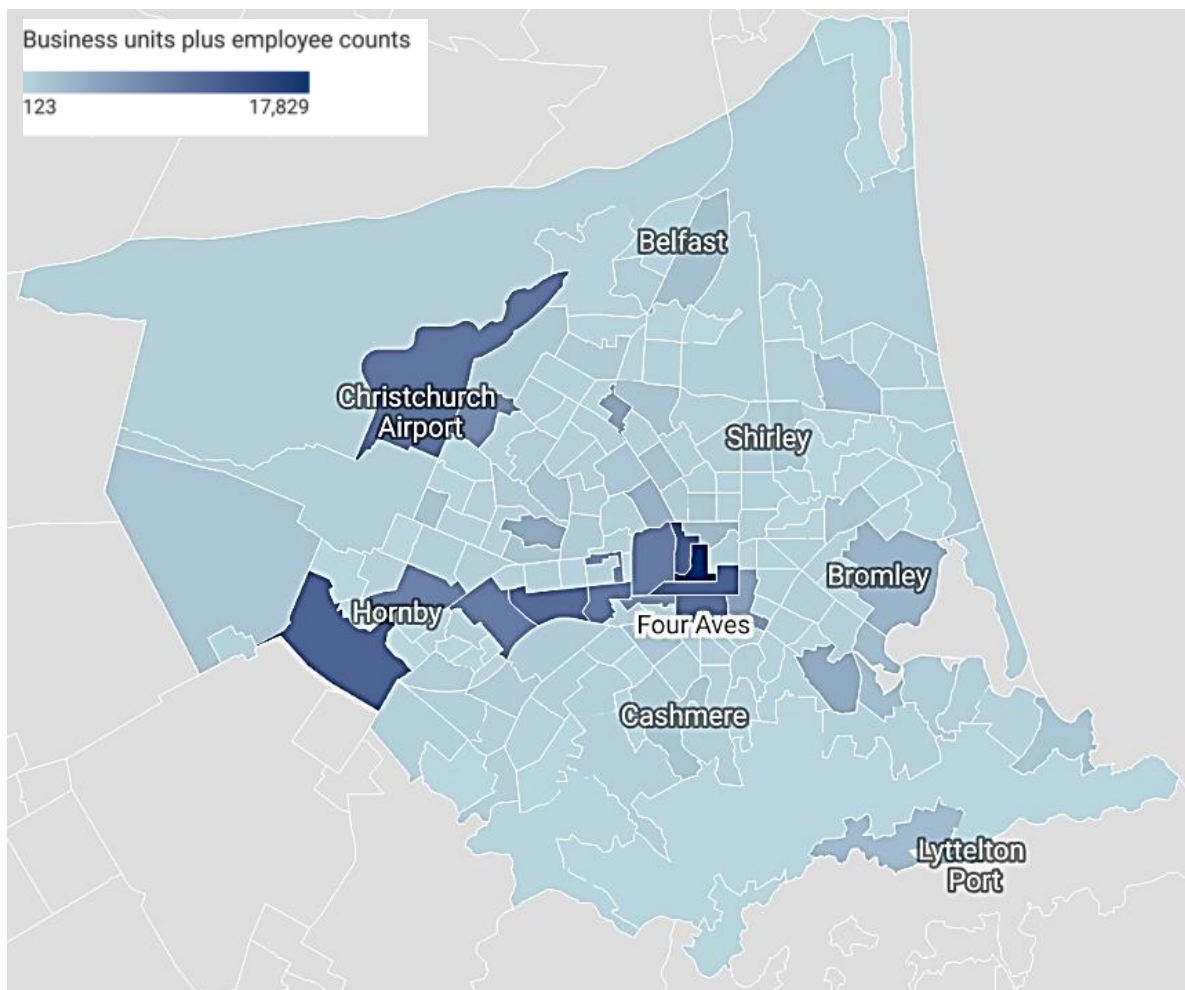 Business units plus employee counts
123 17,829
Belfast
Christchurch
Airport
Shirley
Bromley
Hornby
Four Aves
Cashmere
Lyttelton
Port